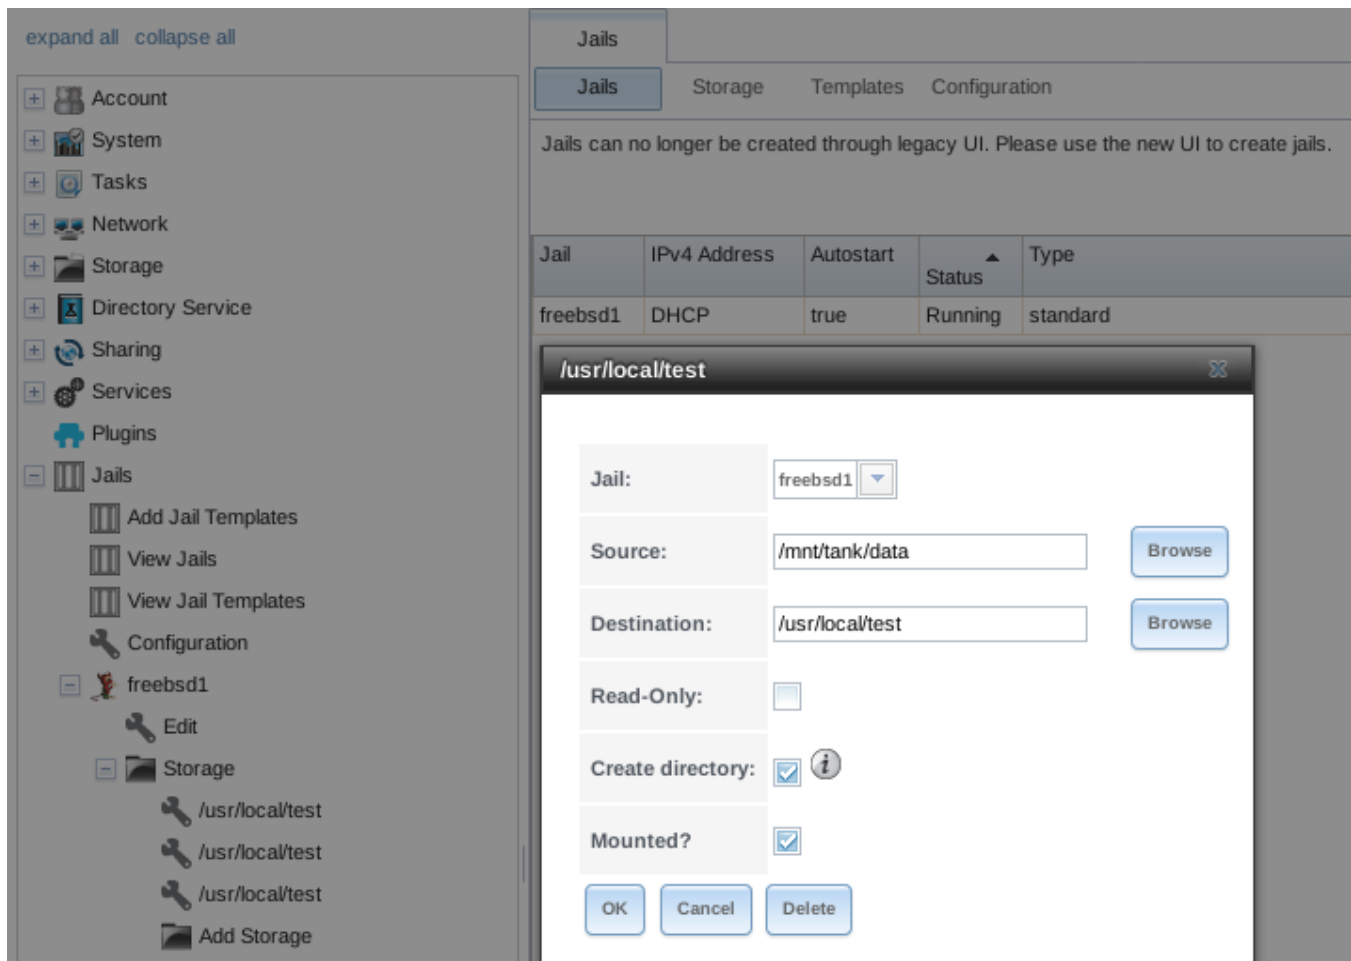 expand all collapse all
Account
System
Tasks
Network
Storage
Directory Service
Sharing
Services
Plugins
Jails
Add Jail Templates
View Jails
View Jail Templates
Configuration
freebsd1
Edit
Storage
/usr/local/test
/usr/local/test
/usr/local/test
Add Storage
Jails
Jails Storage Templates Configuration
Jails can no longer be created through legacy UI. Please use the new UI to create jails.
Jail IPv4 Address Autostart Status Type
freebsd1 DHCP true Running standard
/usr/local/test
Jail: freebsd1
Source: /mnt/tank/data Browse
Destination: /usr/local/test Browse
Read-Only:
Create directory: i
Mounted?
OK Cancel Delete